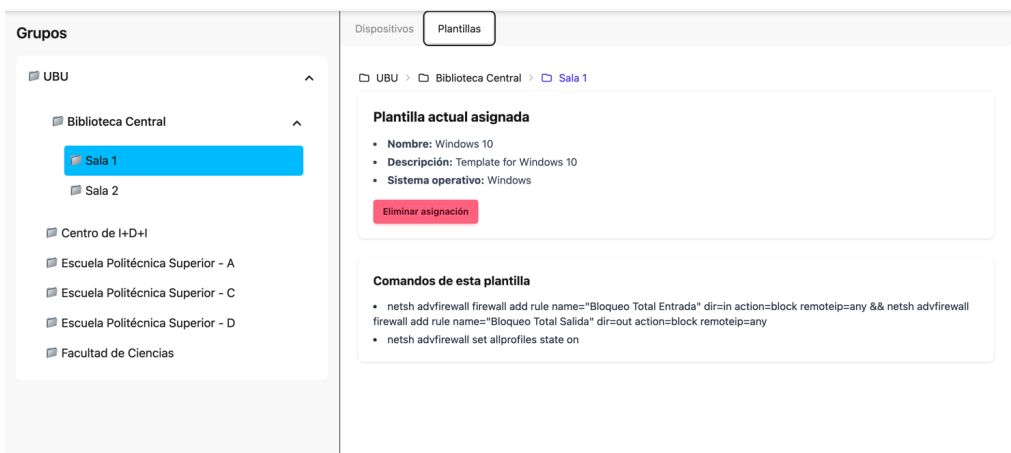 Grupos
UBU
Biblioteca Central
Sala 1
Sala 2
Centro de I+D+I
Escuela Politécnica Superior - A
Escuela Politécnica Superior - C
Escuela Politécnica Superior - D
Facultad de Ciencias
Dispositivos
Plantillas
UBU > Biblioteca Central > Sala 1
Plantilla actual asignada
• Nombre: Windows 10
• Descripción: Template for Windows 10
• Sistema operativo: Windows
Eliminar asignación
Comandos de esta plantilla
• netsh advfirewall firewall add rule name="Bloqueo Total Entrada" dir=in action=block remoteip=any && netsh advfirewall
firewall add rule name="Bloqueo Total Salida" dir=out action=block remoteip=any
• netsh advfirewall set allprofiles state on